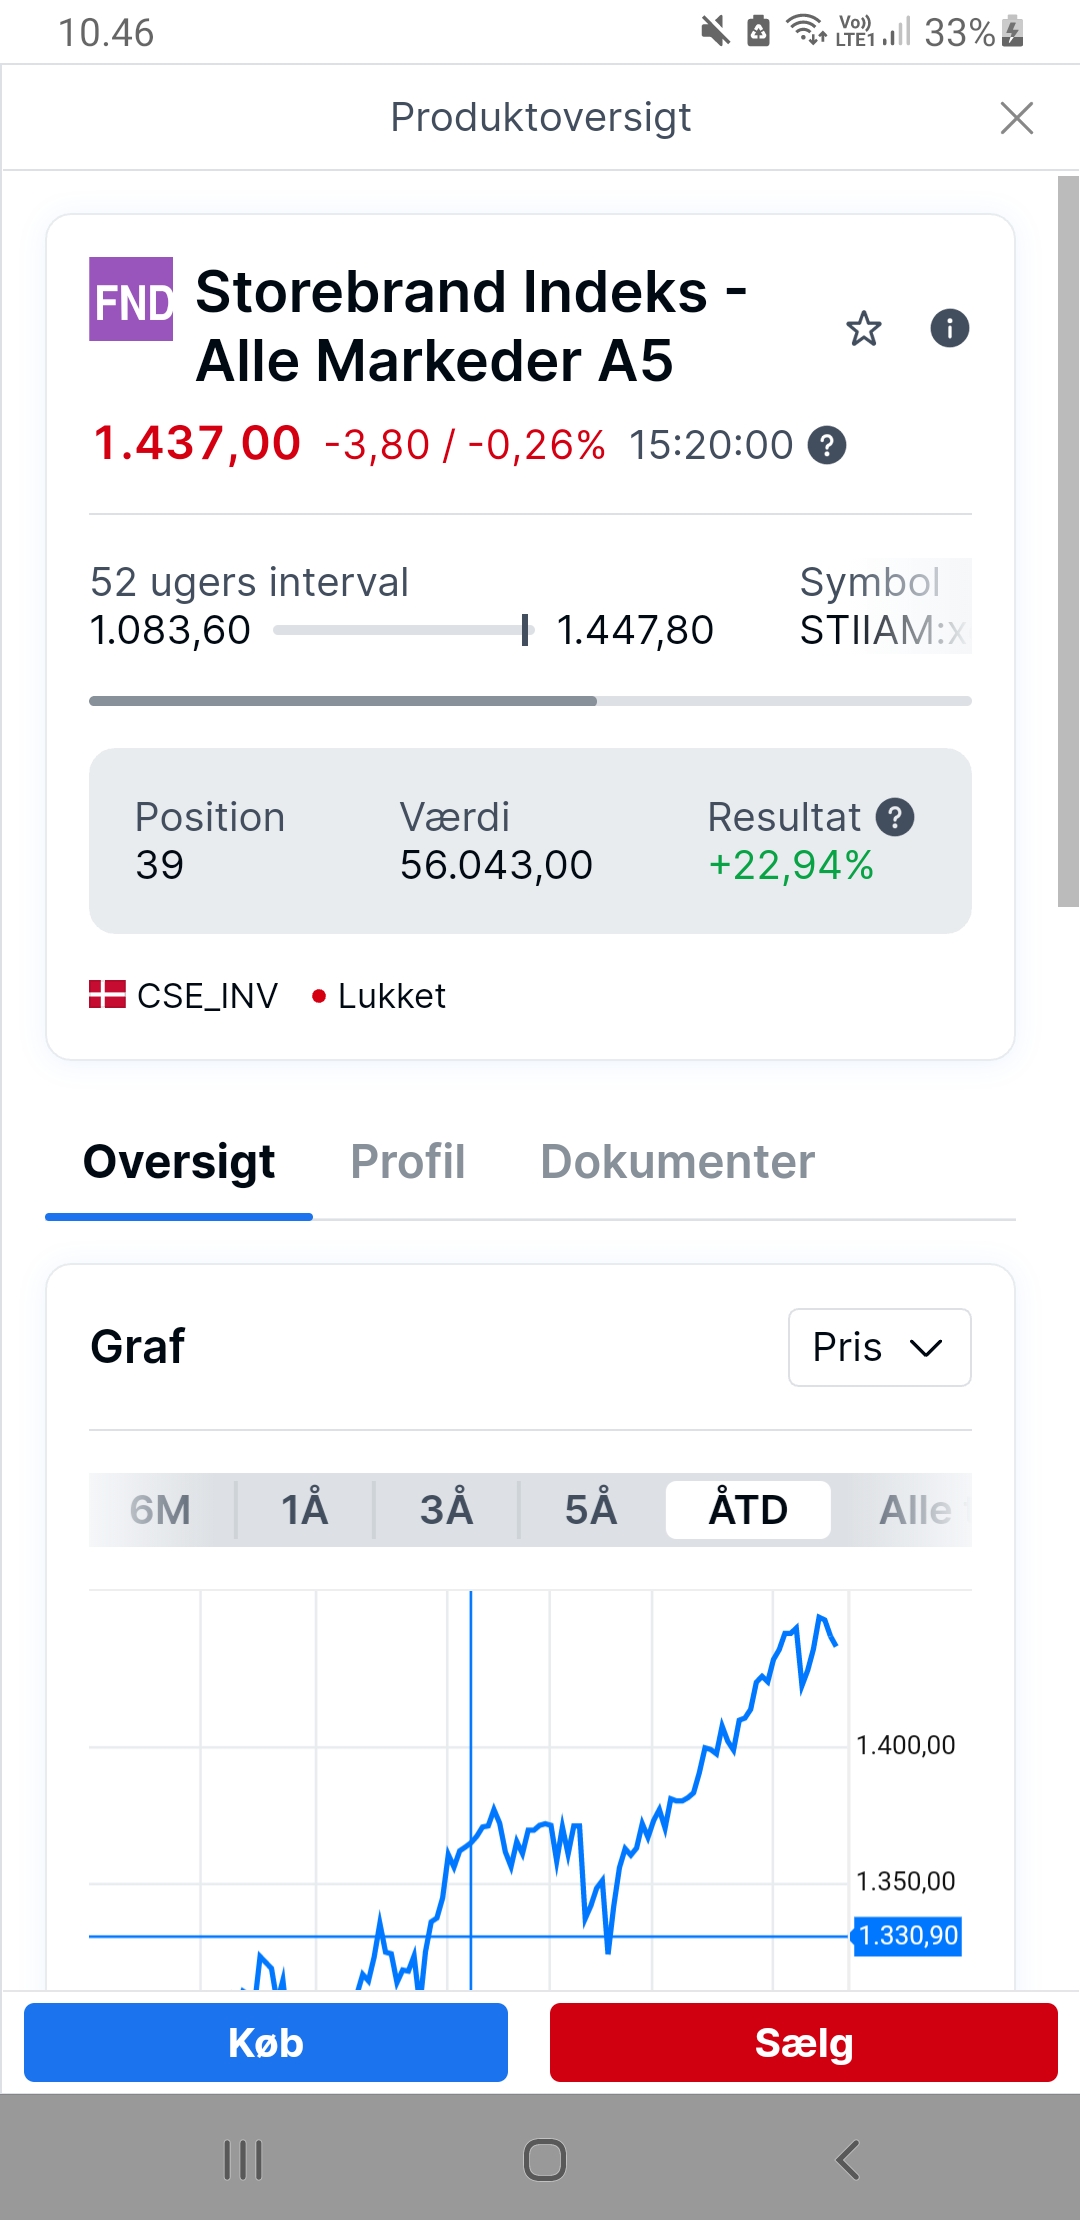 10.46
Vo)) LTE1 33%
Produktoversigt
FND
Storebrand Indeks -
Alle Markeder A5
1.437,00 -3,80 / -0,26% 15:20:00 ?
52 ugers interval Symbol
1.083,60 1.447,80 STIIAM:x
Position Værdi Resultat ?
39 56.043,00 +22,94%
CSE_INV • Lukket
Oversigt Profil Dokumenter
Graf Pris
6M 1Å 3Å 5Å ÅTD Alle
1.400,00
1.350,00
1.330,90
Køb Sælg